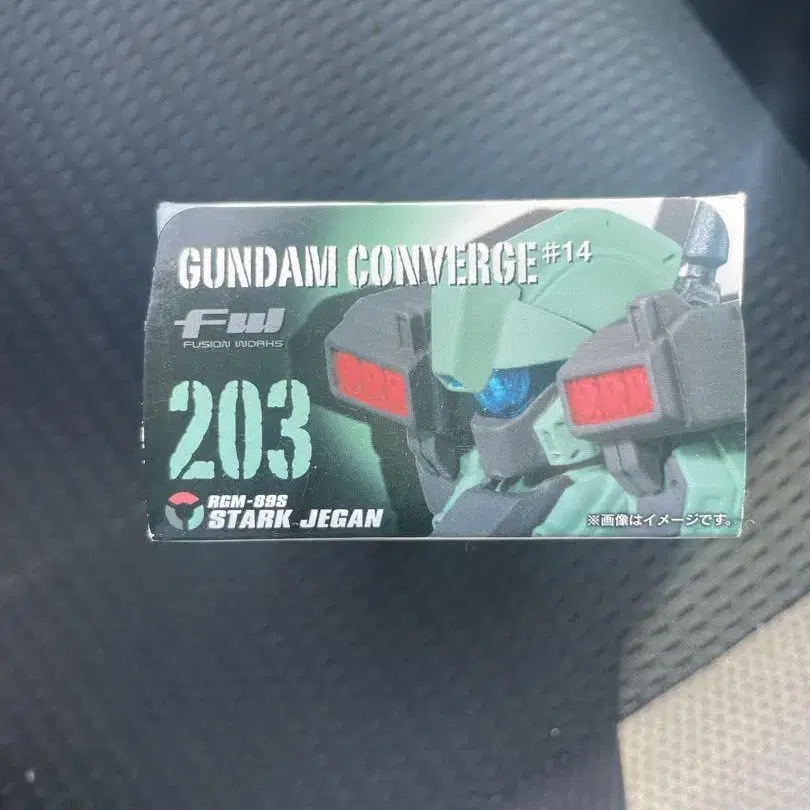 GUNDAM CONVERGE #14
FW
FUSION WORKS
203
RGM-89S
STARK JEGAN
※画像はイメージです。